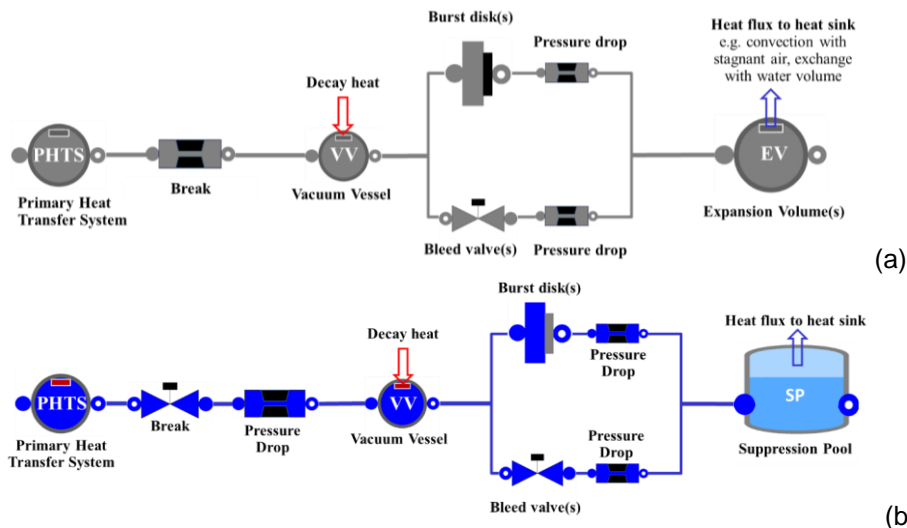 Burst disk(s)
Pressure drop
Heat flux to heat sink
e.g. convection with
stagnant air, exchange
with water volume
Decay heat
PHTS
VV
EV
Break
Primary Heat
Transfer System
Vacuum Vessel
Expansion Volume(s)
Bleed valve(s)
Pressure drop
(a)
Burst disk(s)
Decay heat
Heat flux to heat sink
Pressure
Drop
PHTS
VV
SP
Break
Pressure
Drop
Primary Heat
Transfer System
Vacuum Vessel
Pressure
Drop
Suppression Pool
Bleed valve(s)
(b